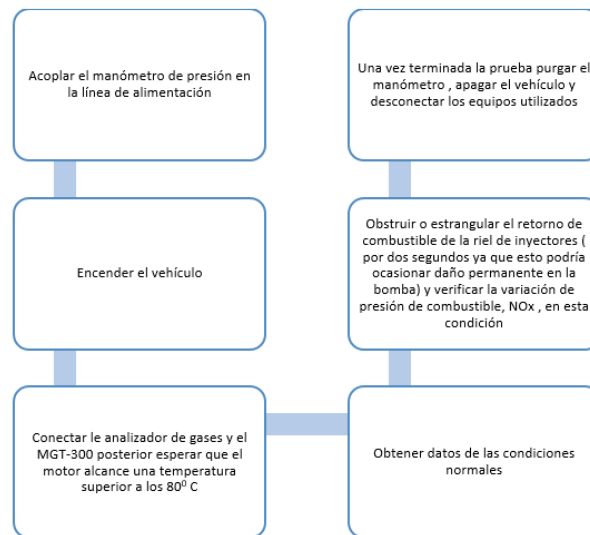 Acoplar el manómetro de presión en
la línea de alimentación
Encender el vehículo
Conectar le analizador de gases y el
MGT-300 posterior esperar que el
motor alcance una temperatura
superior a los 80⁰ C
Obtener datos de las condiciones
normales
Obstruir o estrangular el retorno de
combustible de la riel de inyectores (
por dos segundos ya que esto podría
ocasionar daño permanente en la
bomba) y verificar la variación de
presión de combustible, NOx , en esta
condición
Una vez terminada la prueba purgar el
manómetro , apagar el vehículo y
desconectar los equipos utilizados